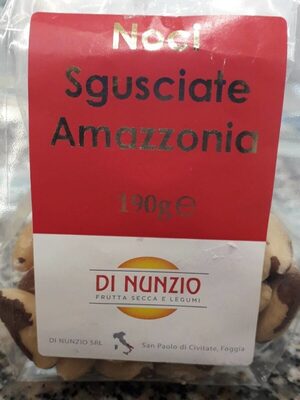 Noci
Sgusciate
Amazzonia
190g ℮
DI NUNZIO
FRUTTA SECCA E LEGUMI
DI NUNZIO SRL
San Paolo di Civitate, Foggia